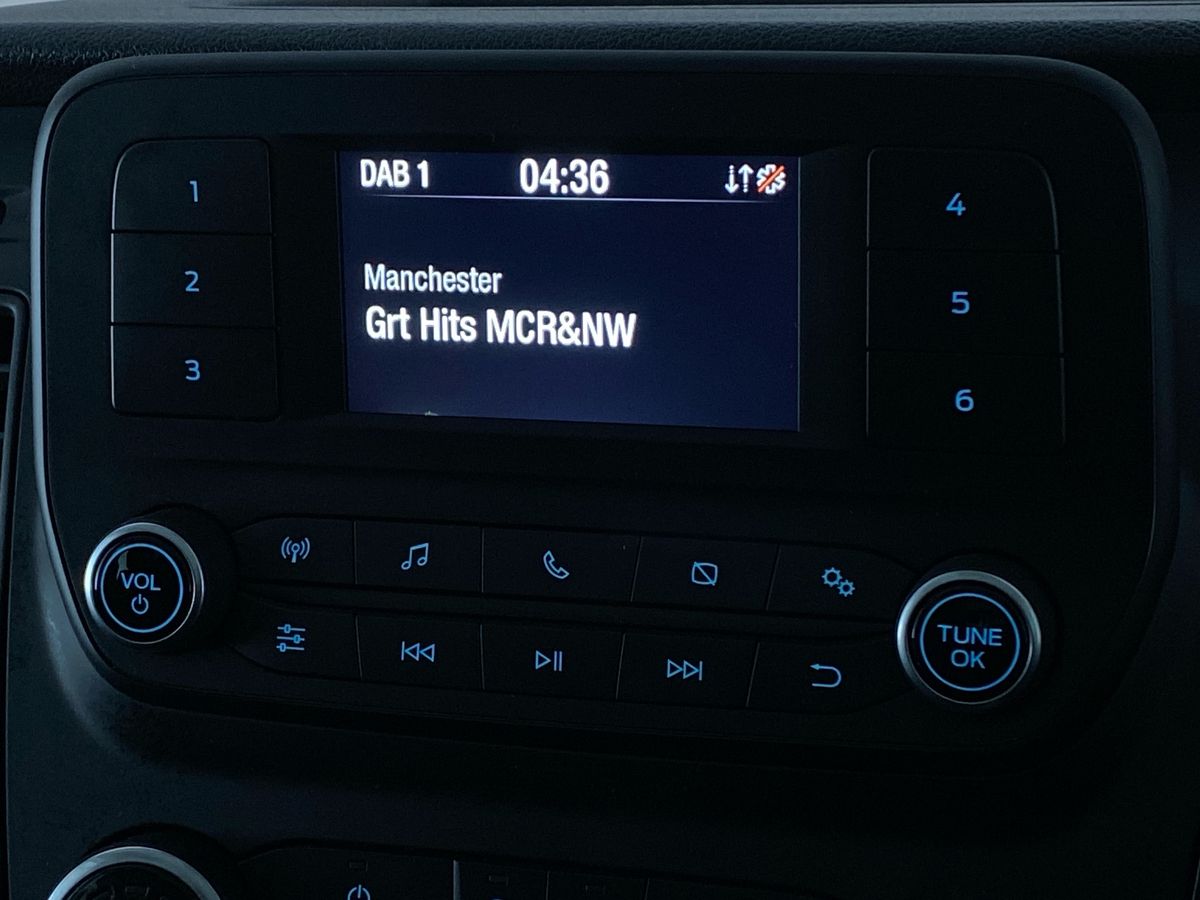 DAB 1 04:36
Manchester
Grt Hits MCR&NW
1
2
3
4
5
6
VOL
TUNE
OK